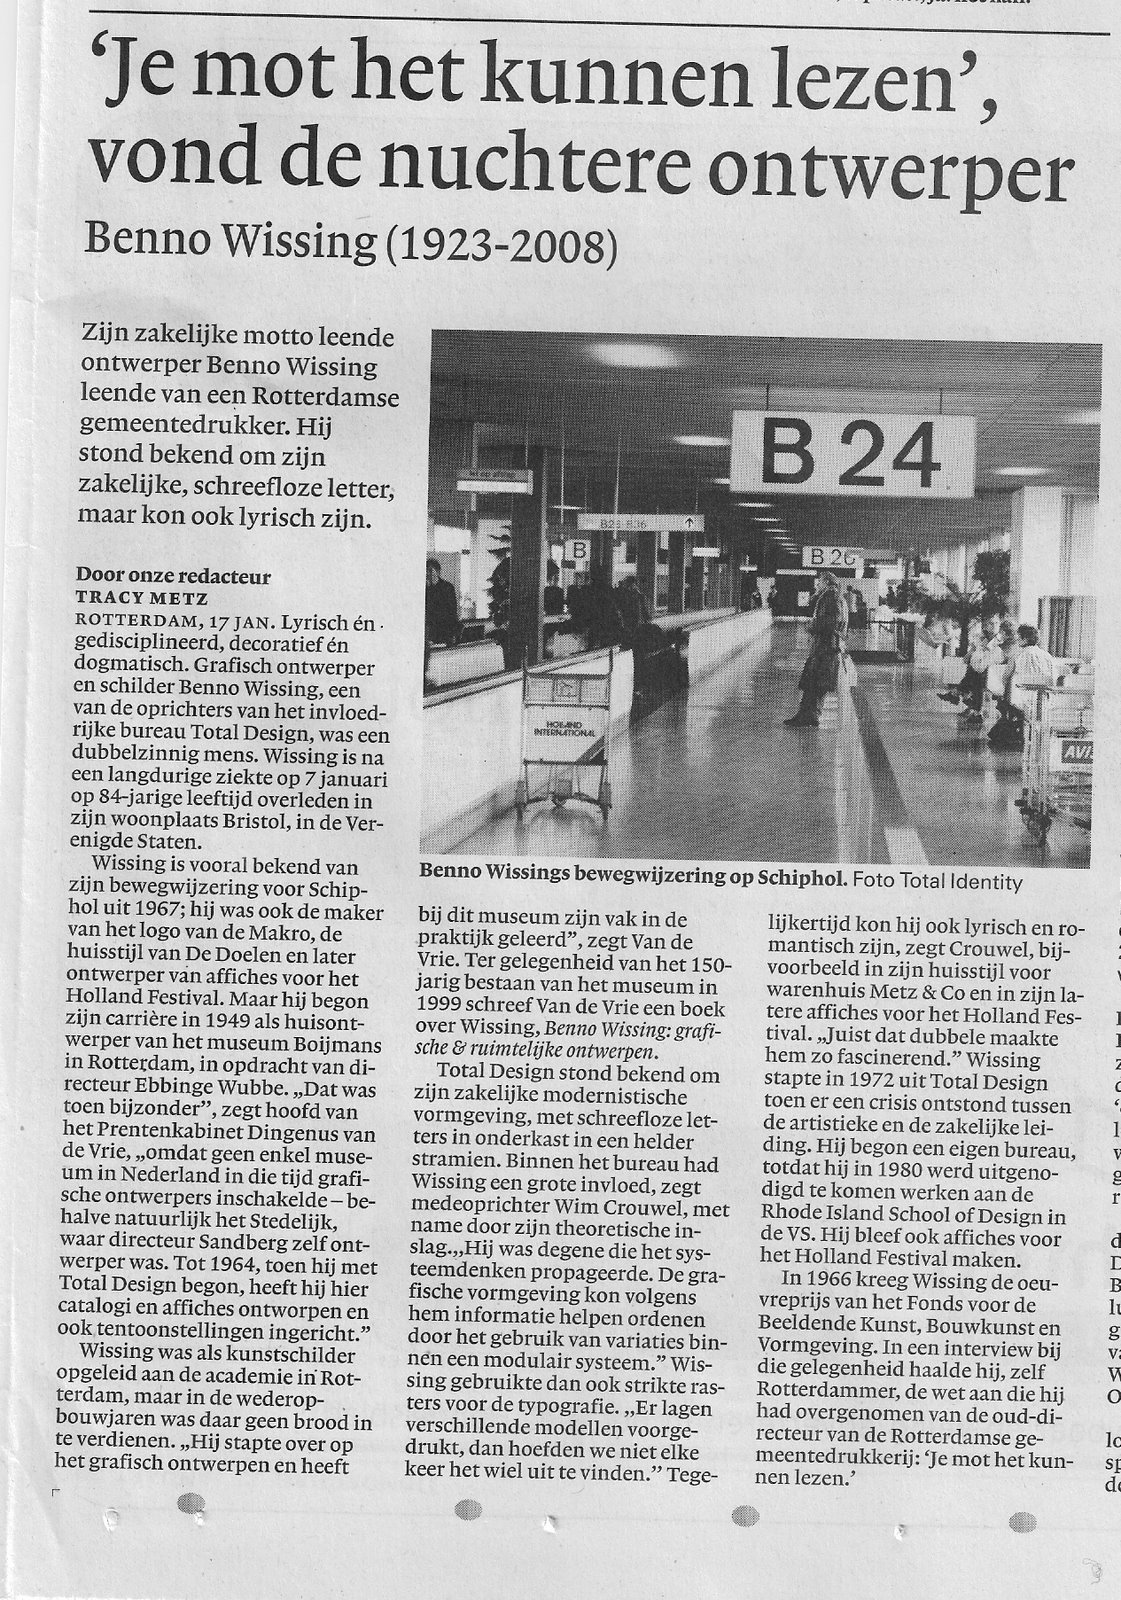 ‘Je mot het kunnen lezen’,
vond de nuchtere ontwerper
Benno Wissing (1923-2008)
Zijn zakelijke motto leende
ontwerper Benno Wissing
leende van een Rotterdamse
gemeentedrukker. Hij
stond bekend om zijn
zakelijke, schreefloze letter,
maar kon ook lyrisch zijn.
Door onze redacteur
TRACY METZ
ROTTERDAM, 17 JAN. Lyrisch én
gedisciplineerd, decoratief én
dogmatisch. Grafisch ontwerper
en schilder Benno Wissing, een
van de oprichters van het invloed-
rijke bureau Total Design, was een
dubbelzinnig mens. Wissing is na
een langdurige ziekte op 7 januari
op 84-jarige leeftijd overleden in
zijn woonplaats Bristol, in de Ver-
enigde Staten.
Wissing is vooral bekend van
zijn bewegwijzering voor Schip-
hol uit 1967; hij was ook de maker
van het logo van de Makro, de
huisstijl van De Doelen en later
ontwerper van affiches voor het
Holland Festival. Maar hij begon
zijn carrière in 1949 als huisont-
werper van het museum Boijmans
in Rotterdam, in opdracht van di-
recteur Ebbinge Wubbe. „Dat was
toen bijzonder”, zegt hoofd van
het Prentenkabinet Dingenus van
de Vrie, „omdat geen enkel muse-
um in Nederland in die tijd grafi-
sche ontwerpers inschakelde – be-
halve natuurlijk het Stedelijk,
waar directeur Sandberg zelf ont-
werper was. Tot 1964, toen hij met
Total Design begon, heeft hij hier
catalogi en affiches ontworpen en
ook tentoonstellingen ingericht.”
Wissing was als kunstschilder
opgeleid aan de academie in Rot-
terdam, maar in de wederop-
bouwjaren was daar geen brood in
te verdienen. „Hij stapte over op
het grafisch ontwerpen en heeft
B 24
B26 B36 ↑
B
B 26
HOLLAND
INTERNATIONAL
AVI
Benno Wissings bewegwijzering op Schiphol. Foto Total Identity
bij dit museum zijn vak in de
praktijk geleerd”, zegt Van de
Vrie. Ter gelegenheid van het 150-
jarig bestaan van het museum in
1999 schreef Van de Vrie een boek
over Wissing, Benno Wissing: grafi-
sche & ruimtelijke ontwerpen.
Total Design stond bekend om
zijn zakelijke modernistische
vormgeving, met schreefloze let-
ters in onderkast in een helder
stramien. Binnen het bureau had
Wissing een grote invloed, zegt
medeoprichter Wim Crouwel, met
name door zijn theoretische in-
slag.„Hij was degene die het sys-
teemdenken propageerde. De gra-
fische vormgeving kon volgens
hem informatie helpen ordenen
door het gebruik van variaties bin-
nen een modulair systeem.” Wis-
sing gebruikte dan ook strikte ras-
ters voor de typografie. „Er lagen
verschillende modellen voorge-
drukt, dan hoefden we niet elke
keer het wiel uit te vinden.” Tege-
lijkertijd kon hij ook lyrisch en ro-
mantisch zijn, zegt Crouwel, bij-
voorbeeld in zijn huisstijl voor
warenhuis Metz & Co en in zijn la-
tere affiches voor het Holland Fes-
tival. „Juist dat dubbele maakte
hem zo fascinerend.” Wissing
stapte in 1972 uit Total Design
toen er een crisis ontstond tussen
de artistieke en de zakelijke lei-
ding. Hij begon een eigen bureau,
totdat hij in 1980 werd uitgeno-
digd te komen werken aan de
Rhode Island School of Design in
de VS. Hij bleef ook affiches voor
het Holland Festival maken.
In 1966 kreeg Wissing de oeu-
vreprijs van het Fonds voor de
Beeldende Kunst, Bouwkunst en
Vormgeving. In een interview bij
die gelegenheid haalde hij, zelf
Rotterdammer, de wet aan die hij
had overgenomen van de oud-di-
recteur van de Rotterdamse ge-
meentedrukkerij: ‘Je mot het kun-
nen lezen.’